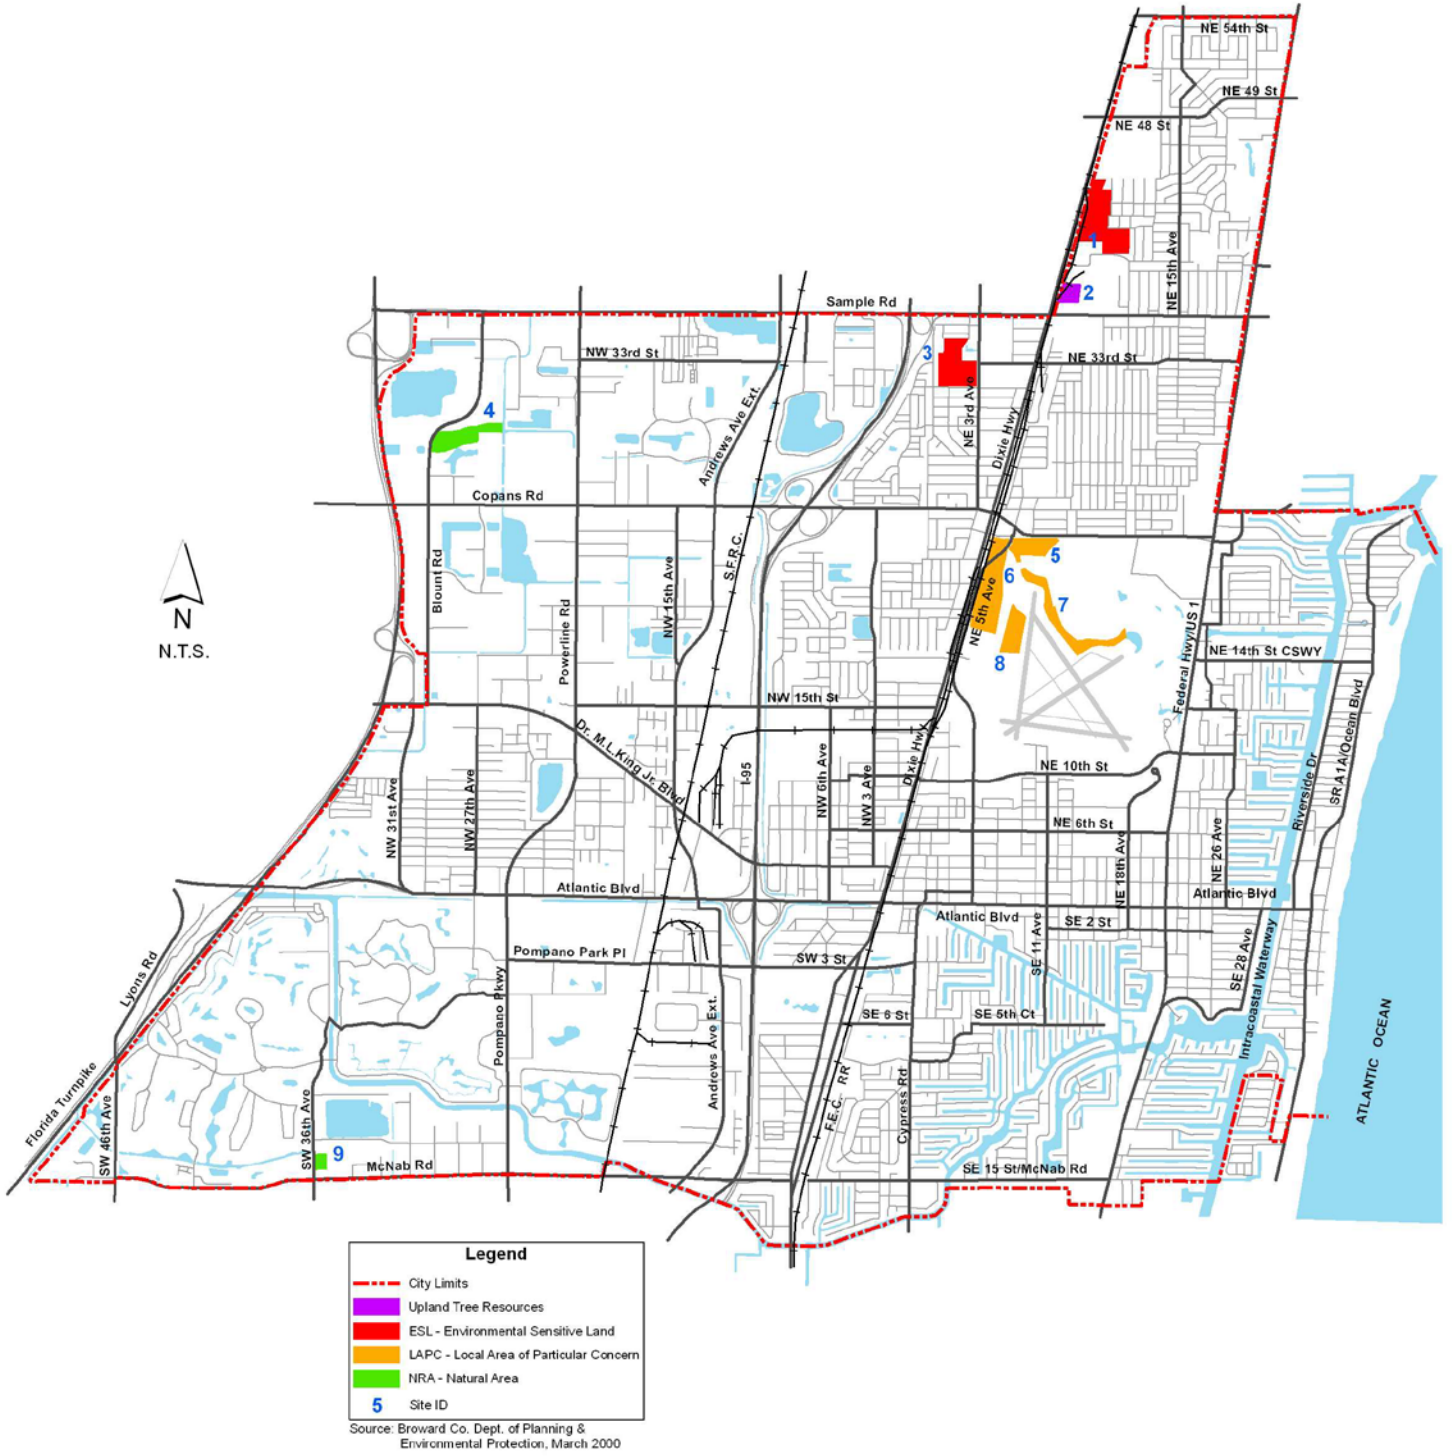 NE 54th St
NE 49 St
NE 48 St
1
NE 15th Ave
2
Sample Rd
3
NW 33rd St
NE 33rd St
4
Andrews Ave Ext.
NE 3rd Ave
Dixie Hwy
Copans Rd
S.F.R.C.
5
6
7
Blount Rd
NW 15th Ave
NE 5th Ave
N
N.T.S.
Powerline Rd
8
Federal Hwy/US 1
NE 14th St CSWY
NW 15th St
Dr. M.L.King Jr. Blvd
Dixie Hwy
SR A1A/Ocean Blvd
I-95
NE 10th St
NW 31st Ave
NW 27th Ave
NW 6th Ave
NW 3 Ave
Riverside Dr
NE 6th St
NE 18th Ave
NE 26 Ave
Atlantic Blvd
Atlantic Blvd
Atlantic Blvd
SE 2 St
SE 11 Ave
SE 28 Ave
Lyons Rd
Pompano Park Pl
SW 3 St
Pompano Pkwy
Intracoastal Waterway
SE 6 St
SE 5th Ct
Andrews Ave Ext.
ATLANTIC OCEAN
Florida Turnpike
SW 46th Ave
SW 36th Ave
F.E.C. RR
Cypress Rd
9
McNab Rd
SE 15 St/McNab Rd
Legend
City Limits
Upland Tree Resources
ESL - Environmental Sensitive Land
LAPC - Local Area of Particular Concern
NRA - Natural Area
5 Site ID
Source: Broward Co. Dept. of Planning &
Environmental Protection, March 2000